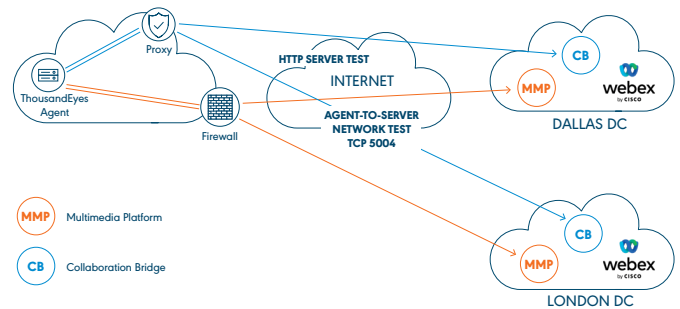 Proxy
ThousandEyes
Agent
Firewall
HTTP SERVER TEST
INTERNET
AGENT-TO-SERVER
NETWORK TEST
TCP 5004
CB
MMP
webex
by CISCO
DALLAS DC
CB
MMP
webex
by CISCO
LONDON DC
MMP Multimedia Platform
CB Collaboration Bridge